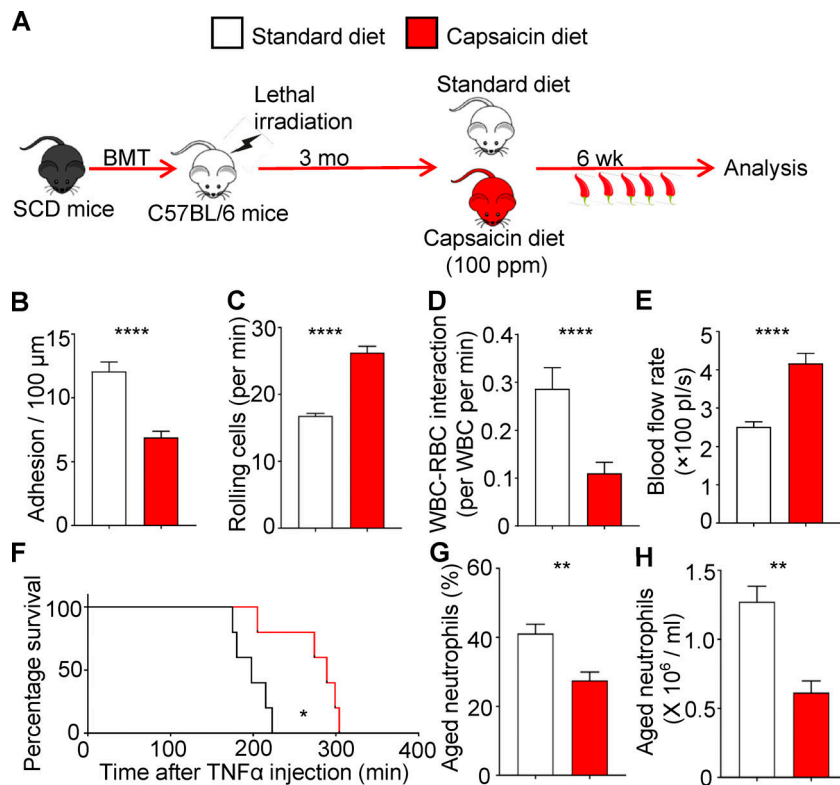 A
Standard diet
Capsaicin diet
Lethal
irradiation
Standard diet
BMT
3 mo
6 wk
Analysis
SCD mice
C57BL/6 mice
Capsaicin diet
(100 ppm)
B
****
Adhesion / 100 µm
15
10
5
0
C
****
Rolling cells (per min)
30
20
10
0
D
****
WBC-RBC interaction
(per WBC per min)
0.4
0.3
0.2
0.1
0
E
****
Blood flow rate
(×100 pl/s)
5
4
3
2
1
0
F
Percentage survival
100
50
0
*
0
100
200
300
400
Time after TNFα injection (min)
G
**
Aged neutrophils (%)
60
40
20
0
H
**
Aged neutrophils
(X 10⁶ / ml)
1.5
1.0
0.5
0